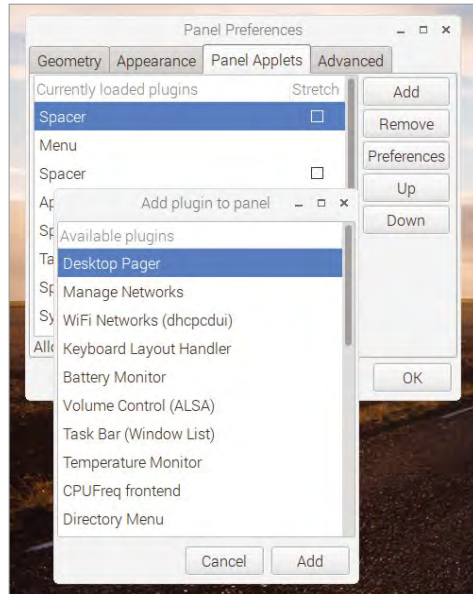 Panel Preferences
Geometry Appearance Panel Applets Advanced
Currently loaded plugins Stretch
Spacer
Menu
Spacer
Add
Remove
Preferences
Up
Down
OK
Add plugin to panel
Available plugins
Desktop Pager
Manage Networks
WiFi Networks (dhcpcdui)
Keyboard Layout Handler
Battery Monitor
Volume Control (ALSA)
Task Bar (Window List)
Temperature Monitor
CPUFreq frontend
Directory Menu
Cancel Add